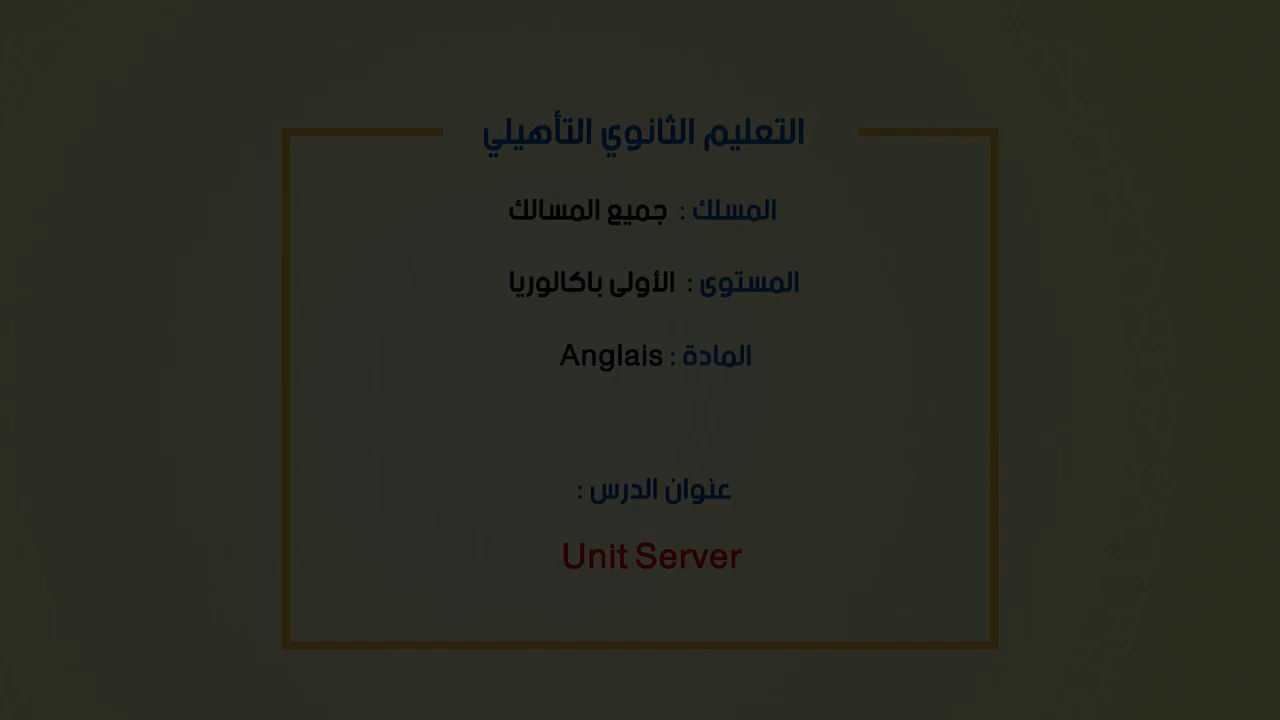 التعليم الثانوي التأهيلي
المسلك : جميع المسالك
المستوى : الأولى باكالوريا
المادة : Anglais
عنوان الدرس :
Unit Server